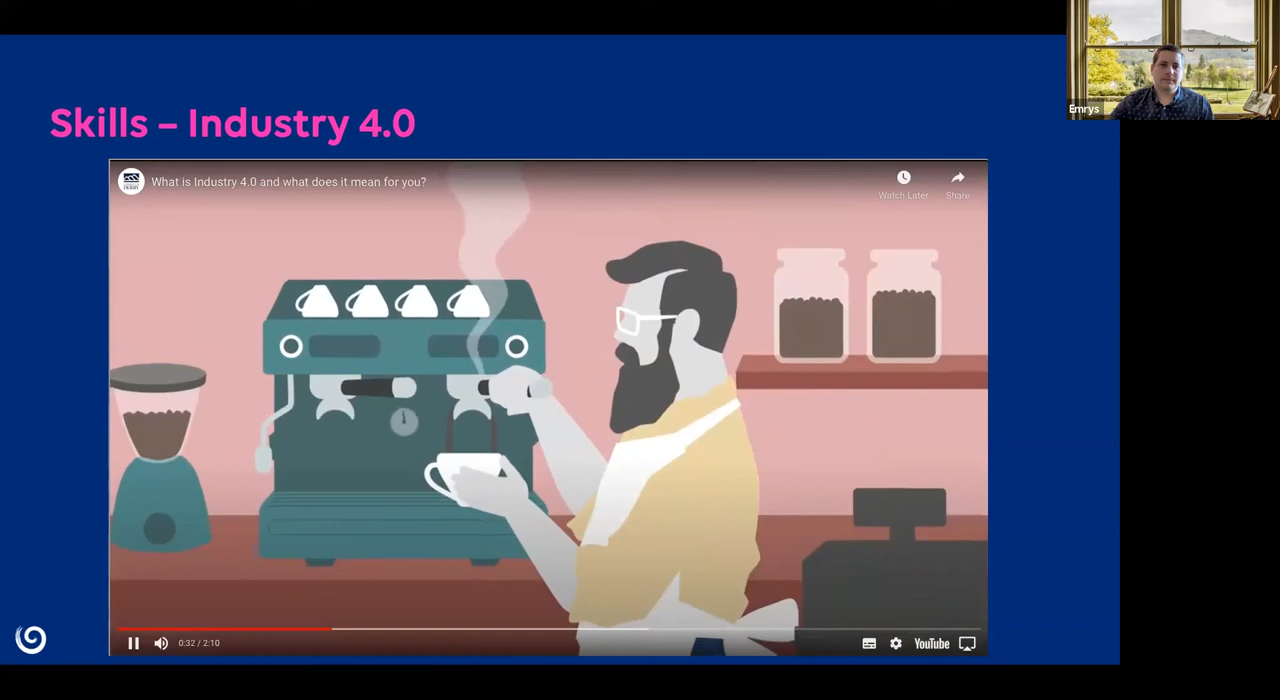 Emrys
Skills – Industry 4.0
What is Industry 4.0 and what does it mean for you?
Watch Later
Share
0:32 / 2:10
YouTube